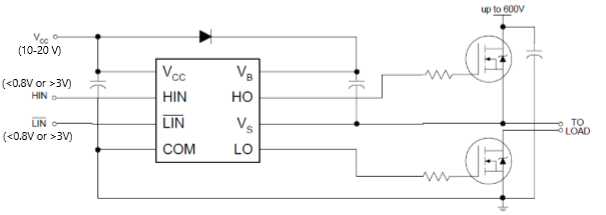 up to 600V
Vcc
(10-20 V)
(<0.8V or >3V)
HIN
LIN
(<0.8V or >3V)
VCC
HIN
LIN
COM
VB
HO
VS
LO
TO
LOAD